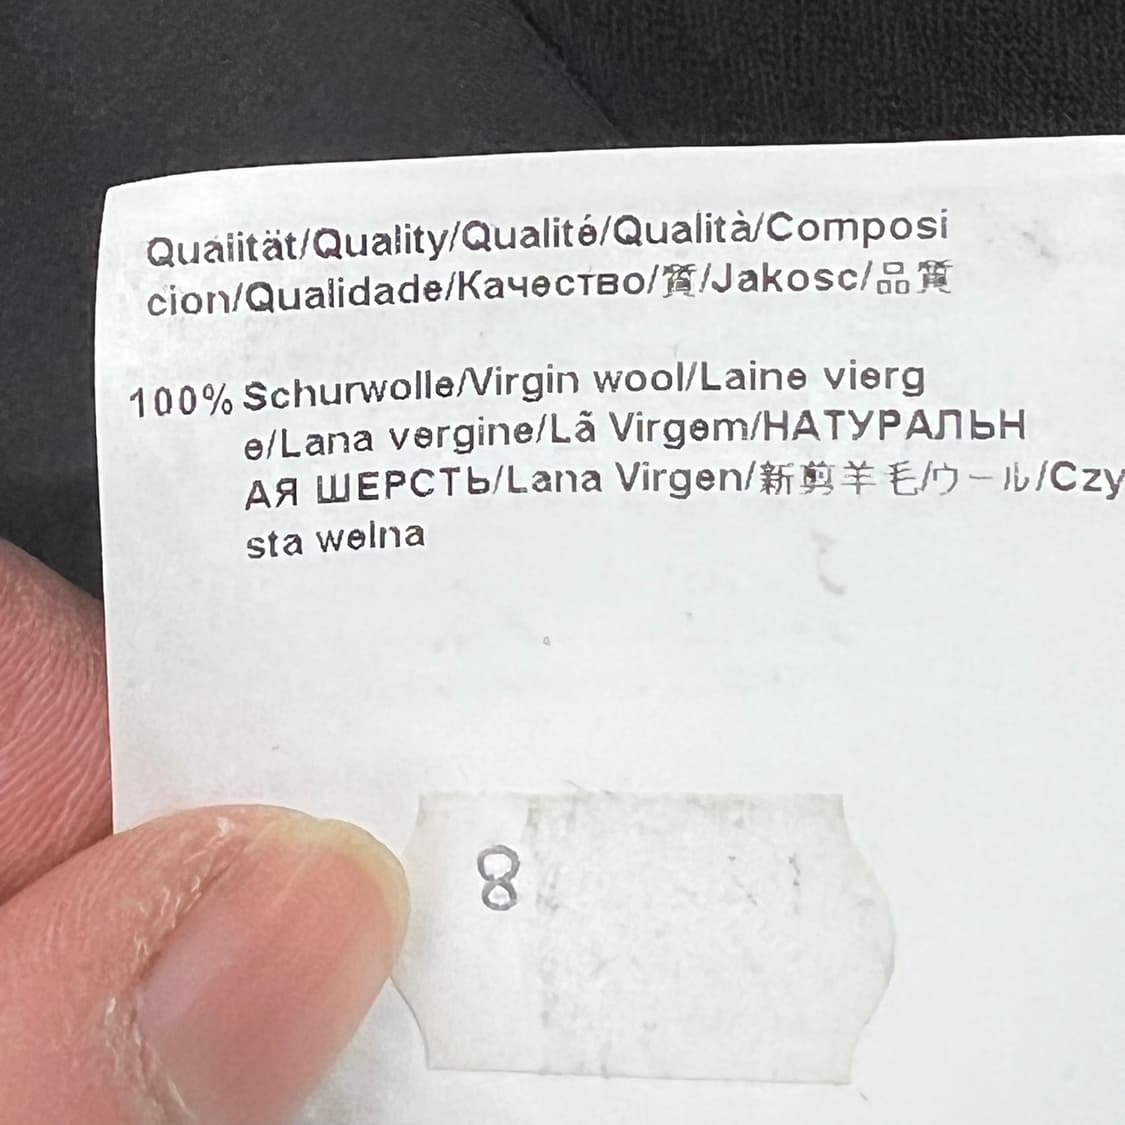 Qualität/Quality/Qualité/Qualità/Composi
cion/Qualidade/Качество/質/Jakosc/品質
100% Schurwolle/Virgin wool/Laine vierg
e/Lana vergine/Lã Virgem/НАТУРАЛЬН
АЯ ШЕРСТЬ/Lana Virgen/新剪羊毛/ウール/Czy
sta welna
8